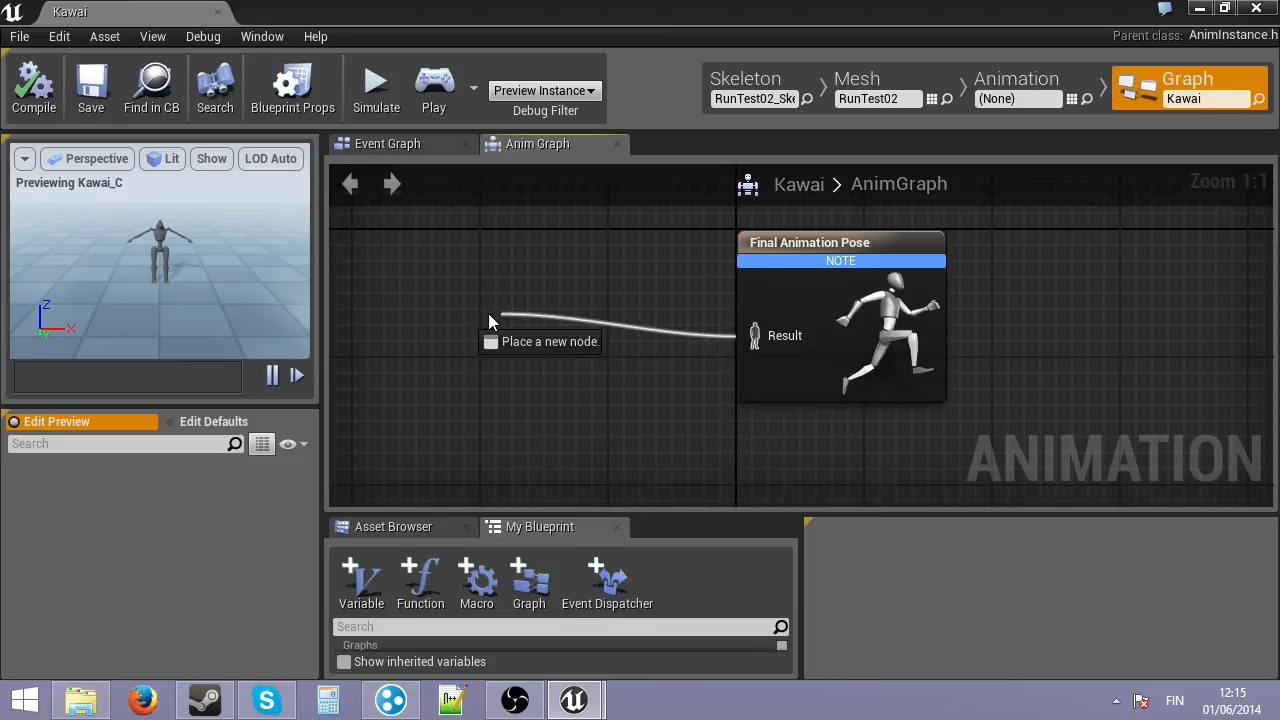 Kawai
File Edit Asset View Debug Window Help
Parent class: AnimInstance.h
Compile Save Find in CB Search Blueprint Props Simulate Play
Preview Instance
Debug Filter
Skeleton Mesh Animation Graph
RunTest02_Ske RunTest02 (None) Kawai
Event Graph Anim Graph
Perspective Lit Show LOD Auto
Previewing Kawai_C
Z
X
Y
Kawai > AnimGraph
Zoom 1:1
Final Animation Pose
NOTE
Result
Place a new node.
ANIMATION
Edit Preview Edit Defaults
Search
Asset Browser My Blueprint
Variable Function Macro Graph Event Dispatcher
Search
Graphs
Show inherited variables
FIN
12:15
01/06/2014